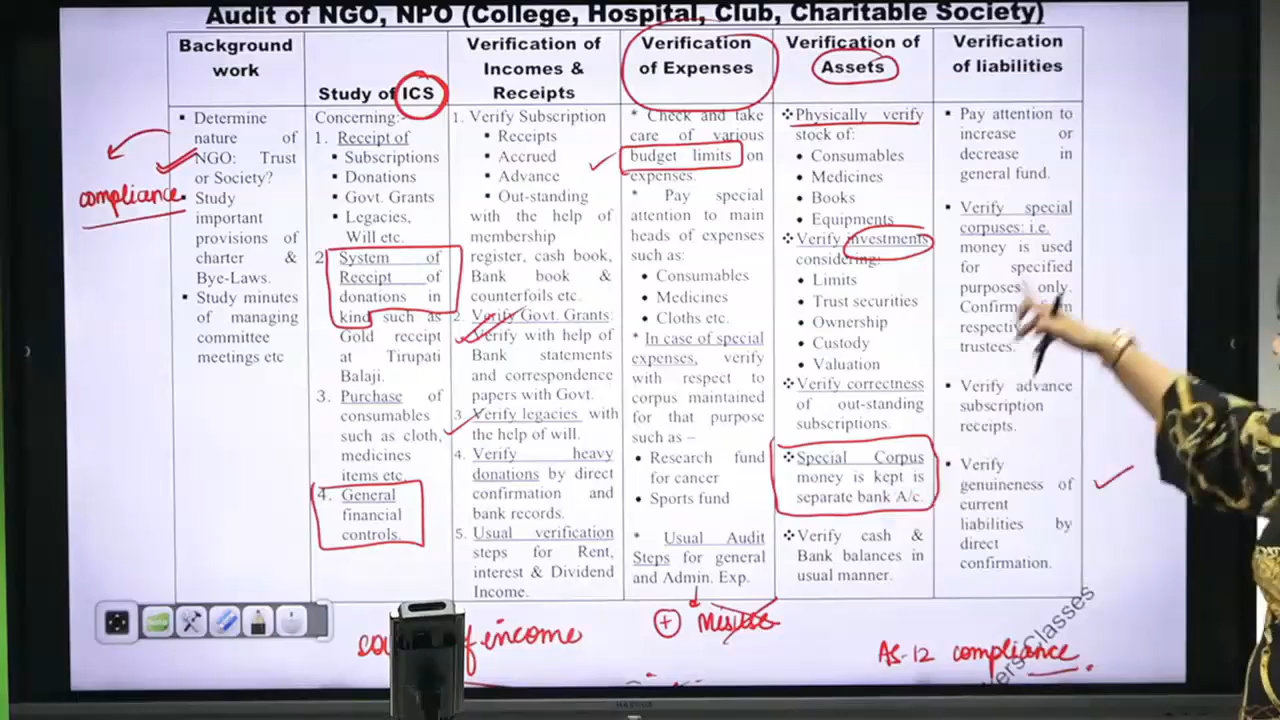 Audit of NGO, NPO (College, Hospital, Club, Charitable Society)
Background
work
▪ Determine
nature of
NGO: Trust
or Society?
▪ Study
important
provisions of
charter &
Bye-Laws.
▪ Study minutes
of managing
committee
meetings etc
compliance
Study of ICS
Concerning:-
1. Receipt of
▪ Subscriptions
▪ Donations
▪ Govt. Grants
▪ Legacies,
Will etc.
2. System of
Receipt of
donations in
kind such as
Gold receipt
at Tirupati
Balaji.
3. Purchase of
consumables
such as cloth,
medicines
items etc.
4. General
financial
controls.
Verification of
Incomes &
Receipts
1. Verify Subscription
▪ Receipts
▪ Accrued
▪ Advance
▪ Out-standing
with the help of
membership
register, cash book,
Bank book &
counterfoils etc.
2. Verify Govt. Grants:
Verify with help of
Bank statements
and correspondence
papers with Govt.
3. Verify legacies with
the help of will.
4. Verify heavy
donations by direct
confirmation and
bank records.
5. Usual verification
steps for Rent,
interest & Dividend
Income.
Verification
of Expenses
* Check and take
care of various
budget limits on
expenses.
* Pay special
attention to main
heads of expenses
such as:
• Consumables
• Medicines
• Cloths etc.
* In case of special
expenses, verify
with respect to
corpus maintained
for that purpose
such as –
• Research fund
for cancer
• Sports fund
* Usual Audit
Steps for general
and Admin. Exp.
Verification of
Assets
❖Physically verify
stock of:
• Consumables
• Medicines
• Books
• Equipments
❖Verify investments
considering:
• Limits
• Trust securities
• Ownership
• Custody
• Valuation
❖Verify correctness
of out-standing
subscriptions.
❖Special Corpus
money is kept is
separate bank A/c.
❖Verify cash &
Bank balances in
usual manner.
Verification
of liabilities
▪ Pay attention to
increase or
decrease in
general fund.
▪ Verify special
corpuses: i.e.
money is used
for specified
purposes only.
trustees.
▪ Verify advance
subscription
receipts.
▪ Verify
genuineness of
current
liabilities by
direct
confirmation.
income
+
AS-12 compliance.
Classes